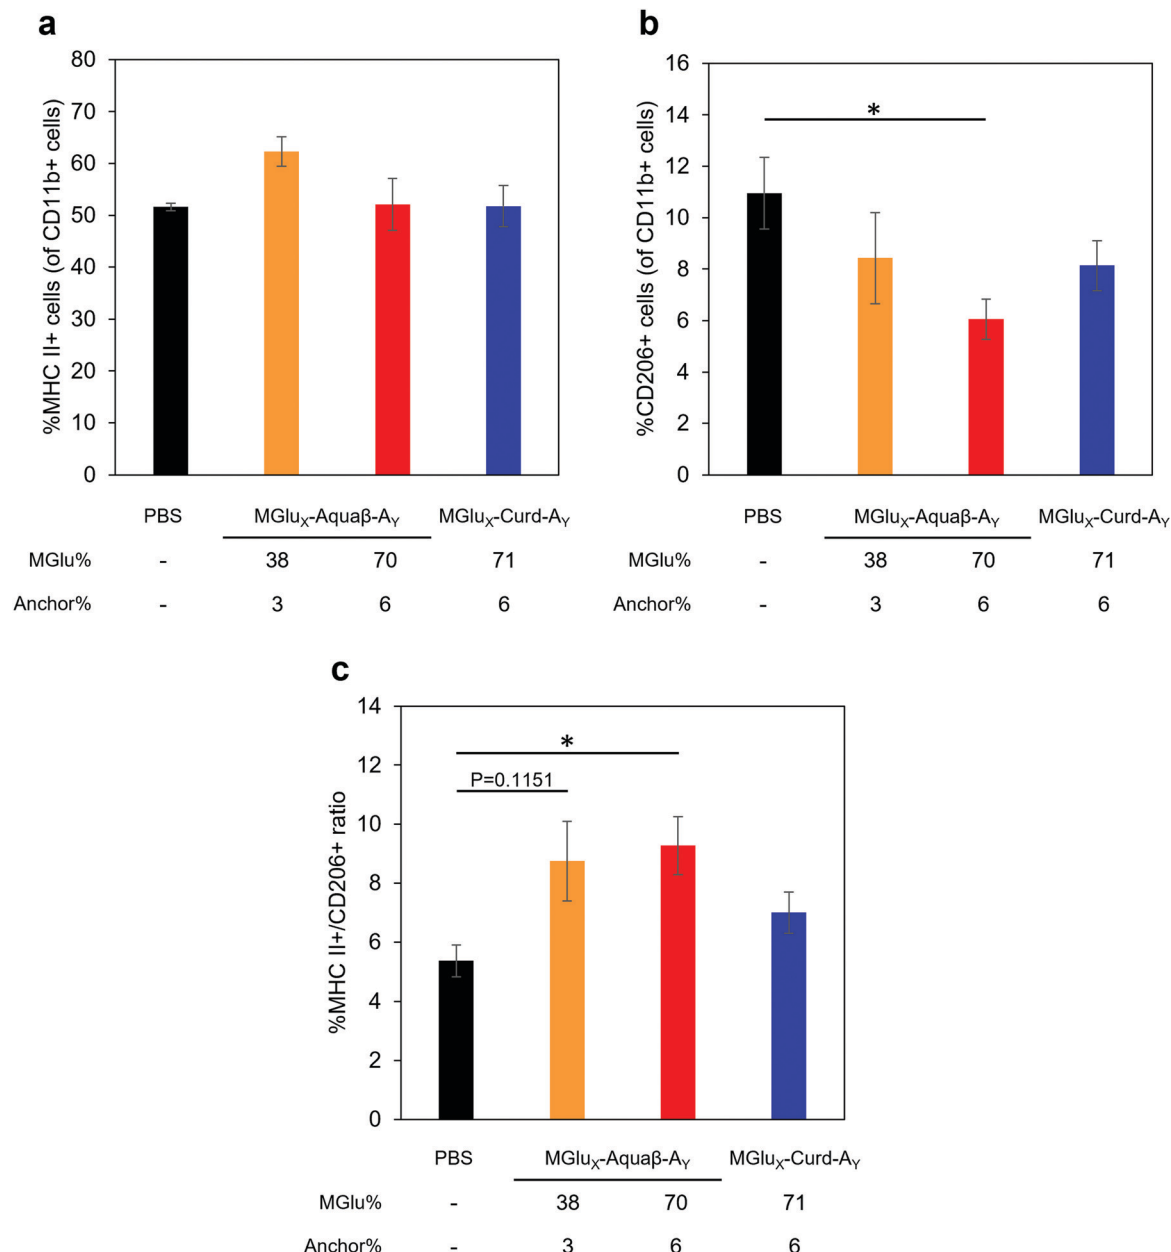 a
%MHC II+ cells (of CD11b+ cells)
80
70
60
50
40
30
20
10
0
PBS MGluX-Aquaβ-AY MGluX-Curd-AY
MGlu% - 38 70 71
Anchor% - 3 6 6
b
%CD206+ cells (of CD11b+ cells)
16
14
12
10
8
6
4
2
0
*
PBS MGluX-Aquaβ-AY MGluX-Curd-AY
MGlu% - 38 70 71
Anchor% - 3 6 6
c
%MHC II+/CD206+ ratio
14
12
10
8
6
4
2
0
*
P=0.1151
PBS MGluX-Aquaβ-AY MGluX-Curd-AY
MGlu% - 38 70 71
Anchor% - 3 6 6